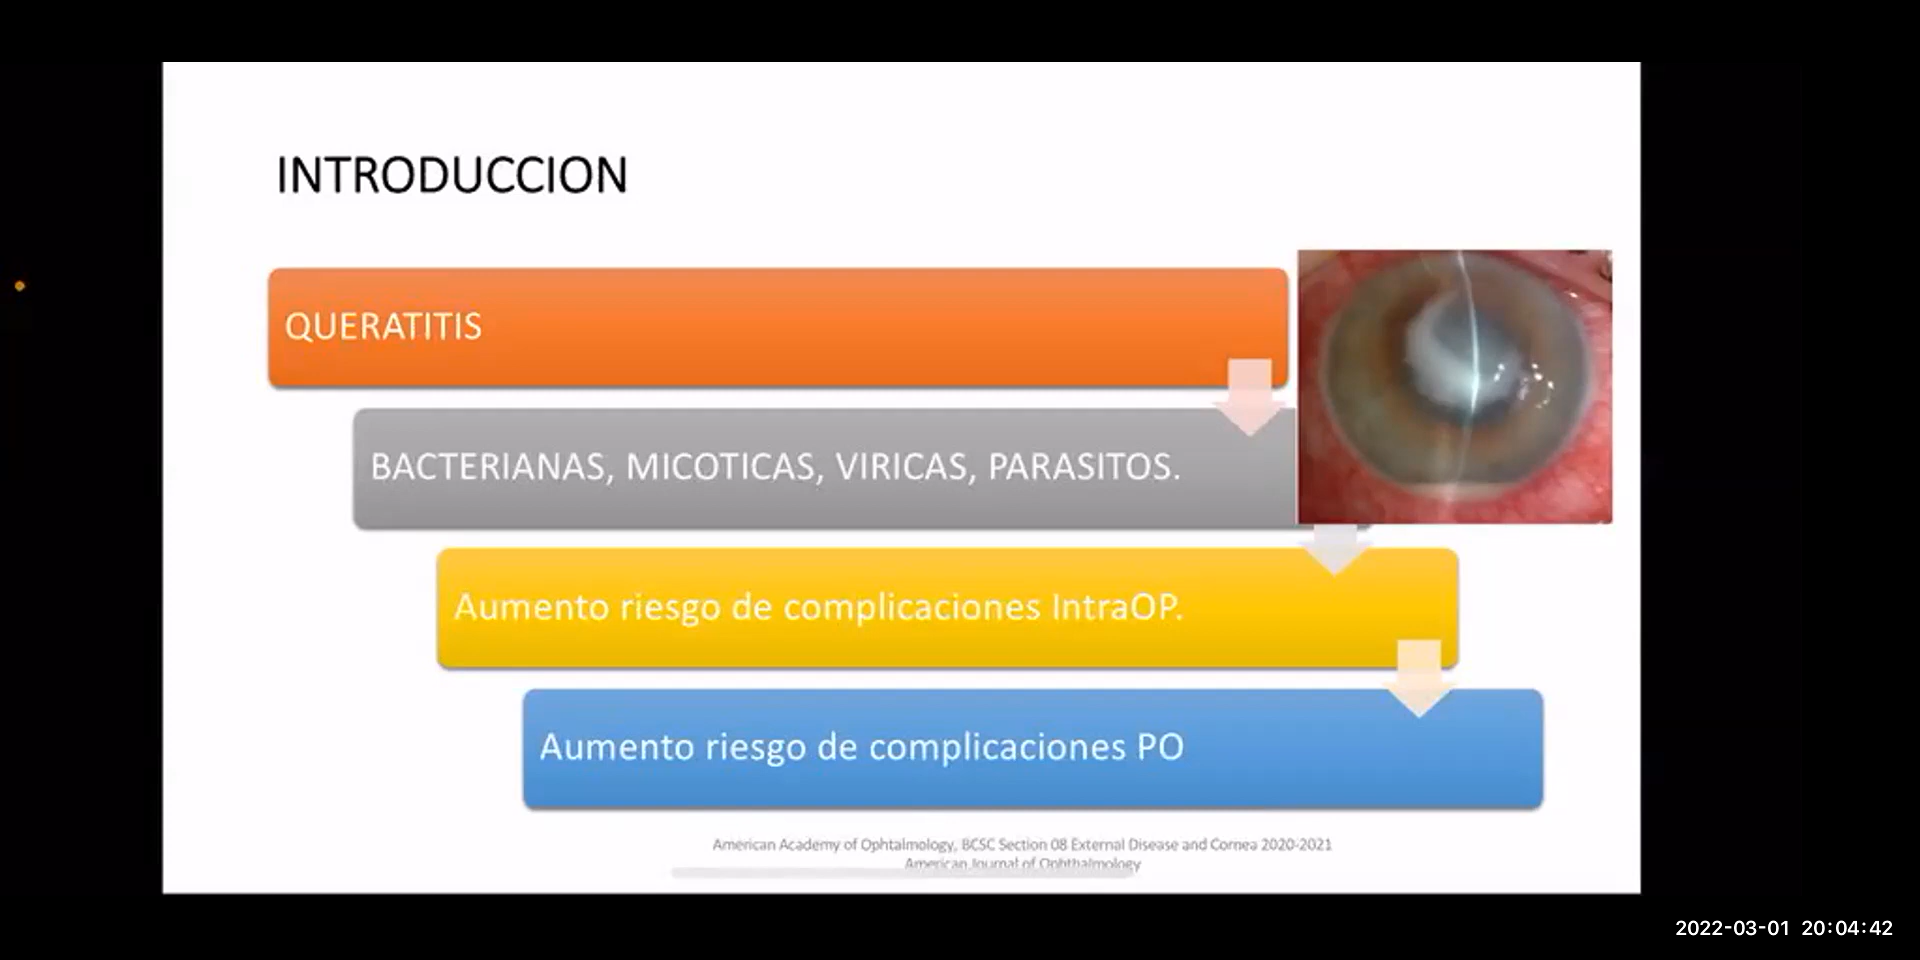 INTRODUCCION
QUERATITIS
BACTERIANAS, MICOTICAS, VIRICAS, PARASITOS.
Aumento riesgo de complicaciones IntraOP.
Aumento riesgo de complicaciones PO
American Academy of Ophtalmology, BCSC Section 08 External Disease and Cornea 2020-2021
American Journal of Ophthalmology
2022-03-01 20:04:42